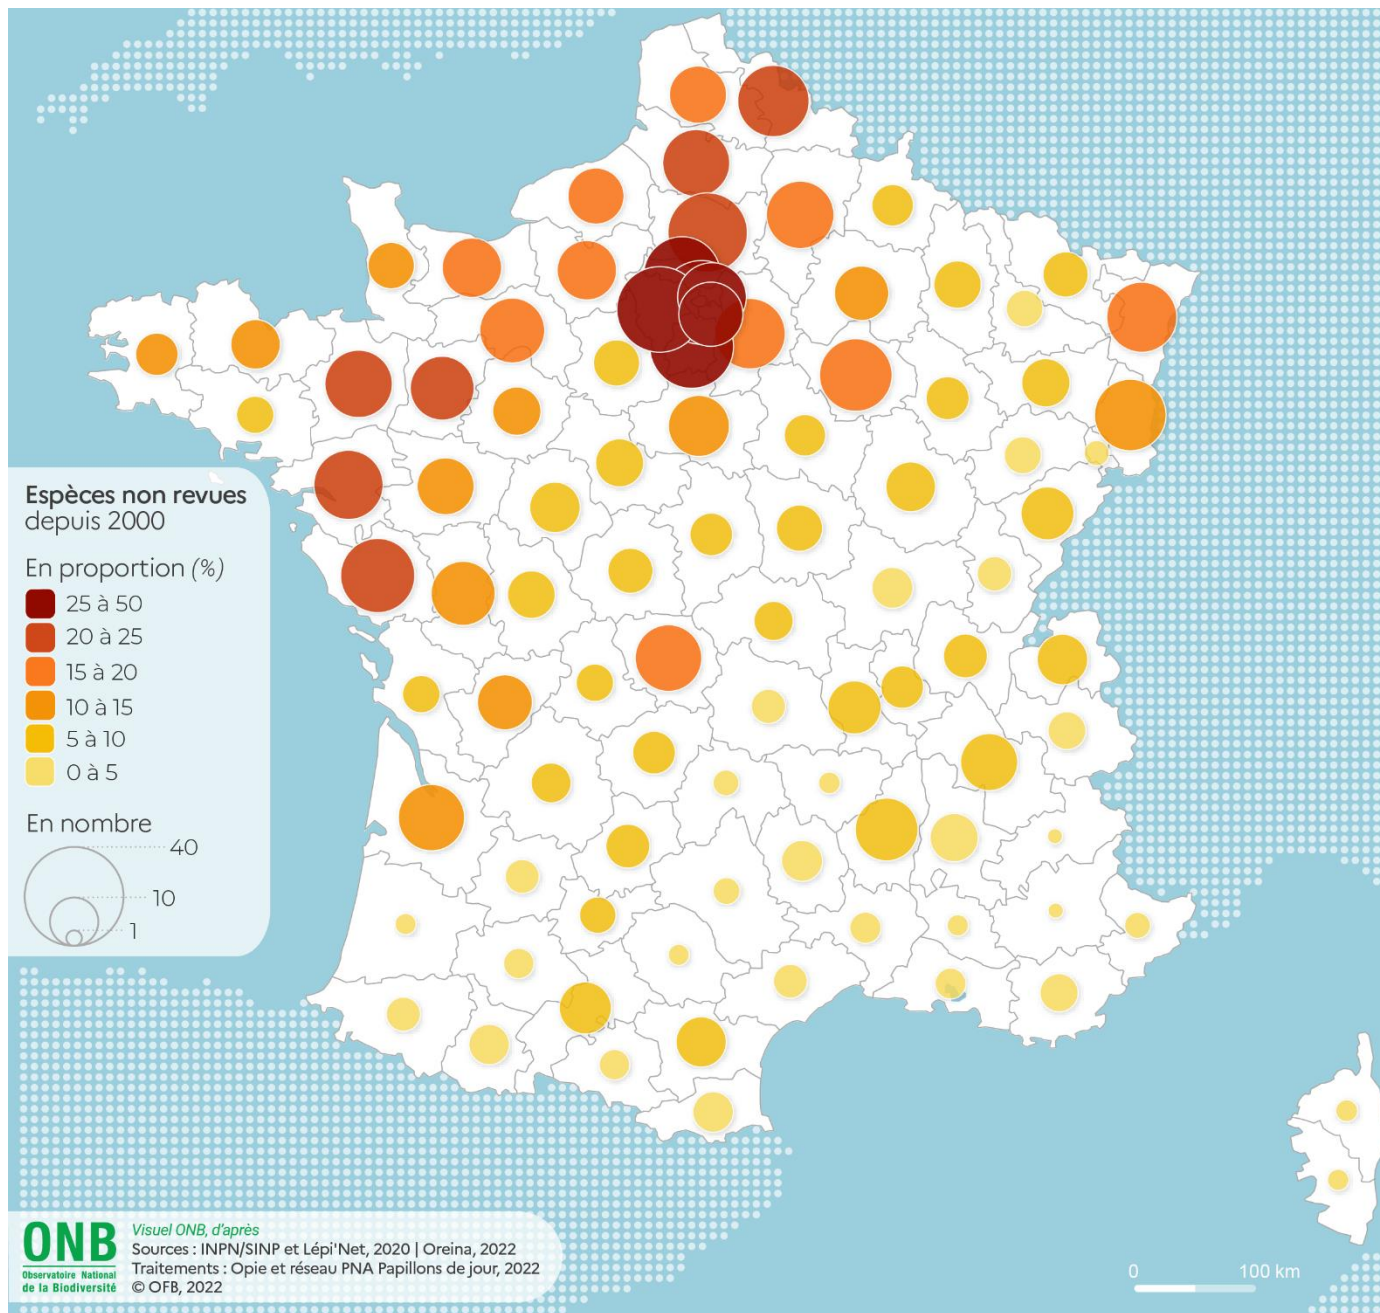 Espèces non revues
depuis 2000
En proportion (%)
25 à 50
20 à 25
15 à 20
10 à 15
5 à 10
0 à 5
En nombre
40
10
1
ONB
Observatoire National
de la Biodiversité
Visuel ONB, d'après
Sources : INPN/SINP et Lépi'Net, 2020 | Oreina, 2022
Traitements : Opie et réseau PNA Papillons de jour, 2022
© OFB, 2022
0 100 km